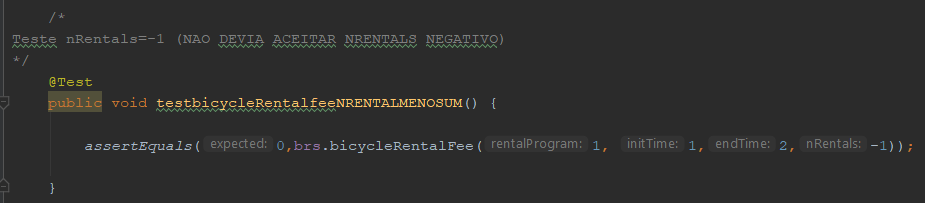 /*
Teste nRentals=-1 (NAO DEVIA ACEITAR NRENTALS NEGATIVO)
*/
@Test
public void testbicycleRentalfeeNRENTALMENOSUM() {
assertEquals( expected: 0,brs.bicycleRentalFee( rentalProgram: 1, initTime: 1, endTime: 2, nRentals: -1));
}